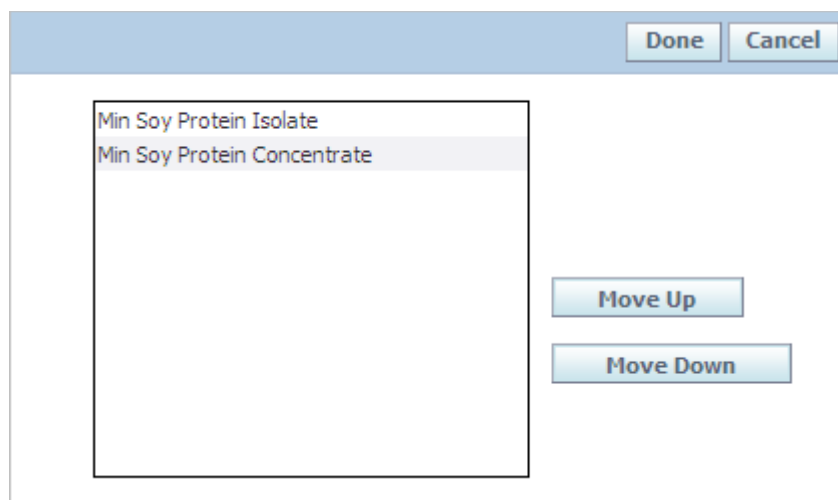 Done Cancel
Min Soy Protein Isolate
Min Soy Protein Concentrate
Move Up
Move Down